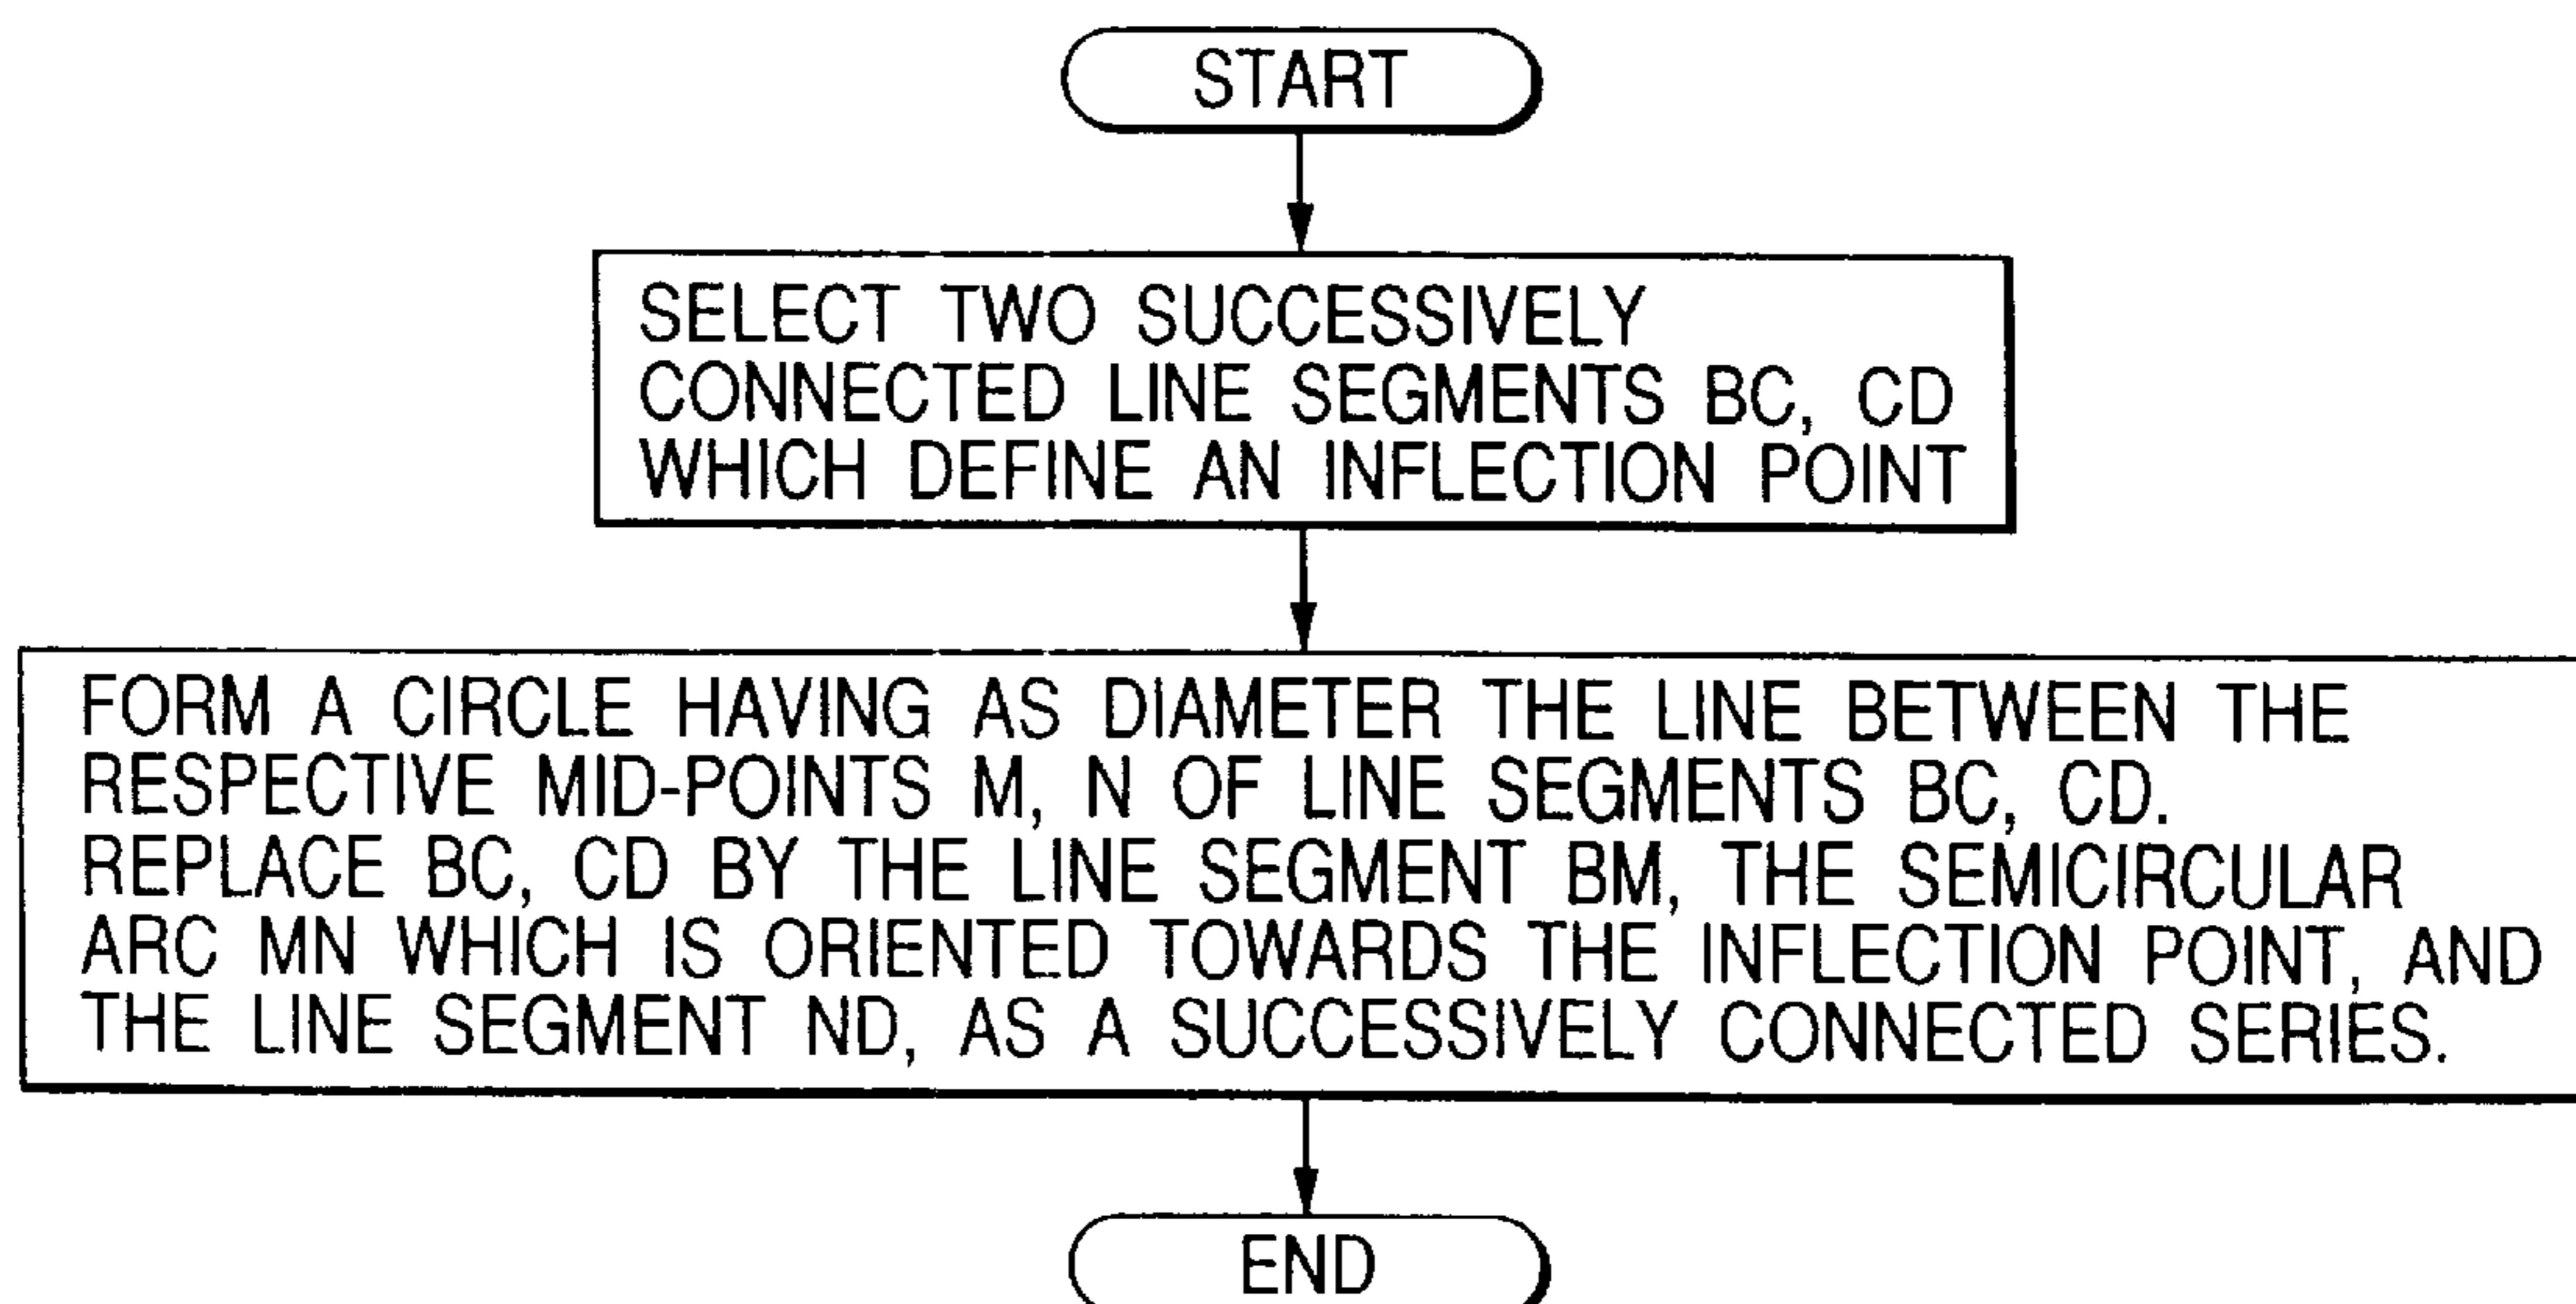 START
SELECT TWO SUCCESSIVELY
CONNECTED LINE SEGMENTS BC, CD
WHICH DEFINE AN INFLECTION POINT
FORM A CIRCLE HAVING AS DIAMETER THE LINE BETWEEN THE
RESPECTIVE MID-POINTS M, N OF LINE SEGMENTS BC, CD.
REPLACE BC, CD BY THE LINE SEGMENT BM, THE SEMICIRCULAR
ARC MN WHICH IS ORIENTED TOWARDS THE INFLECTION POINT, AND
THE LINE SEGMENT ND, AS A SUCCESSIVELY CONNECTED SERIES.
END